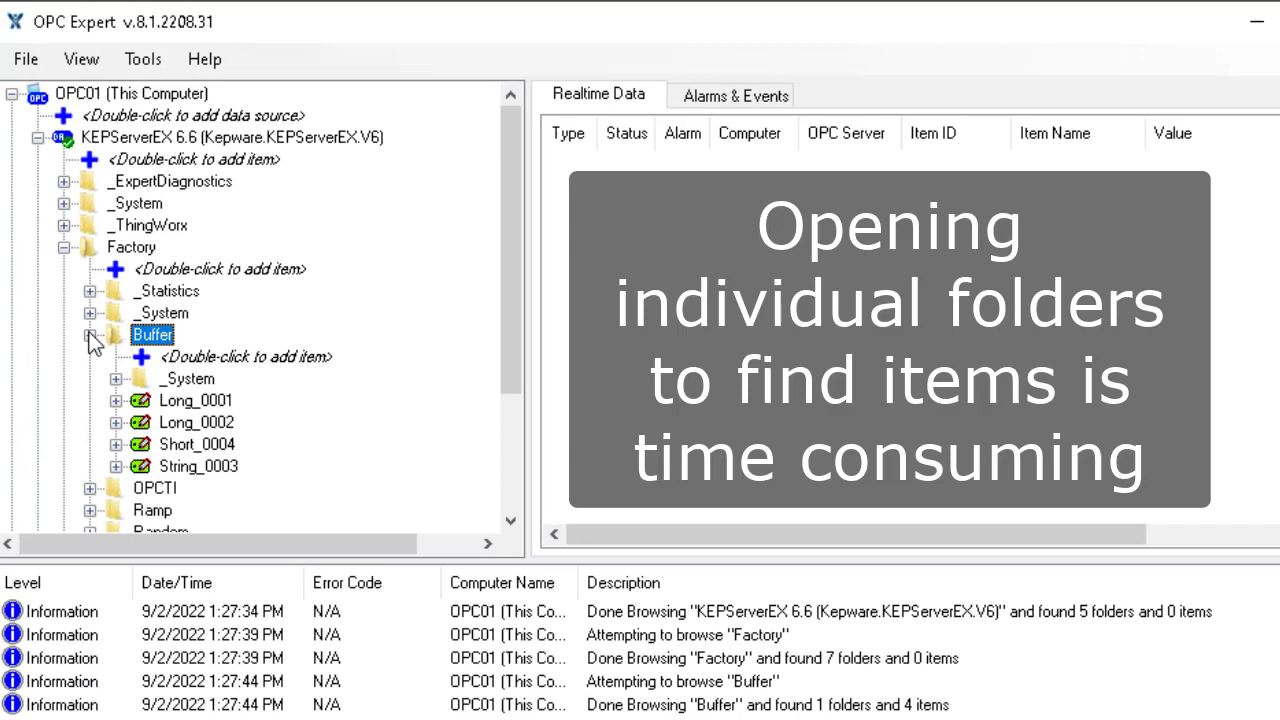 OPC Expert v.8.1.2208.31
File View Tools Help
OPC01 (This Computer)
<Double-click to add data source>
KEPServerEX 6.6 (Kepware.KEPServerEX.V6)
<Double-click to add item>
_ExpertDiagnostics
_System
_ThingWorx
Factory
<Double-click to add item>
_Statistics
_System
Buffer
<Double-click to add item>
_System
Long_0001
Long_0002
Short_0004
String_0003
OPCTI
Ramp
Random
Realtime Data Alarms & Events
Type Status Alarm Computer OPC Server Item ID Item Name Value
Opening
individual folders
to find items is
time consuming
Level Date/Time Error Code Computer Name Description
Information 9/2/2022 1:27:34 PM N/A OPC01 (This Co... Done Browsing "KEPServerEX 6.6 (Kepware.KEPServerEX.V6)" and found 5 folders and 0 items
Information 9/2/2022 1:27:39 PM N/A OPC01 (This Co... Attempting to browse "Factory"
Information 9/2/2022 1:27:39 PM N/A OPC01 (This Co... Done Browsing "Factory" and found 7 folders and 0 items
Information 9/2/2022 1:27:44 PM N/A OPC01 (This Co... Attempting to browse "Buffer"
Information 9/2/2022 1:27:44 PM N/A OPC01 (This Co... Done Browsing "Buffer" and found 1 folders and 4 items